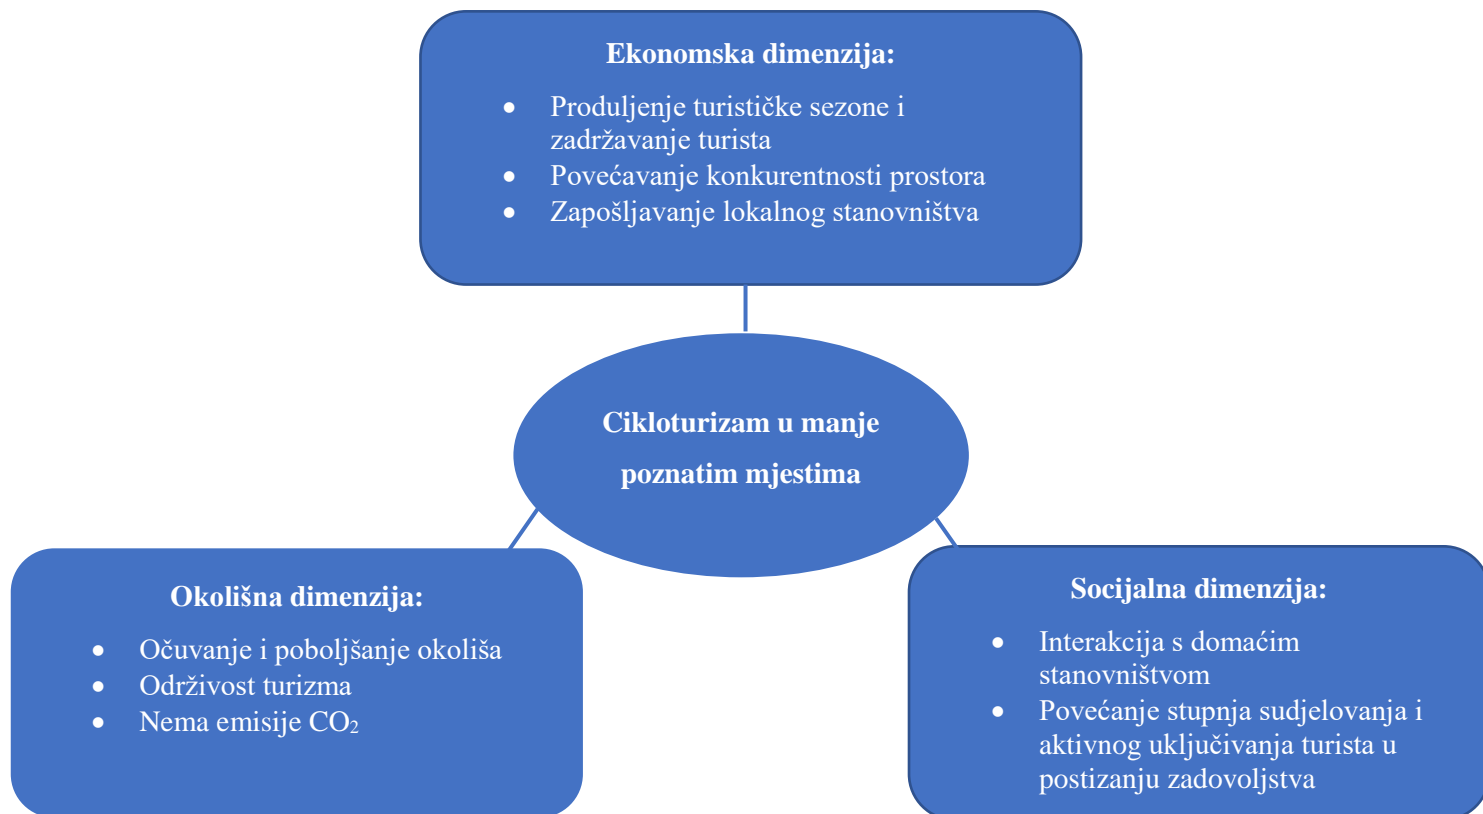 Ekonomska dimenzija:
• Produljenje turističke sezone i
zadržavanje turista
• Povećavanje konkurentnosti prostora
• Zapošljavanje lokalnog stanovništva
Cikloturizam u manje
poznatim mjestima
Okolišna dimenzija:
• Očuvanje i poboljšanje okoliša
• Održivost turizma
• Nema emisije CO₂
Socijalna dimenzija:
• Interakcija s domaćim
stanovništvom
• Povećanje stupnja sudjelovanja i
aktivnog uključivanja turista u
postizanju zadovoljstva